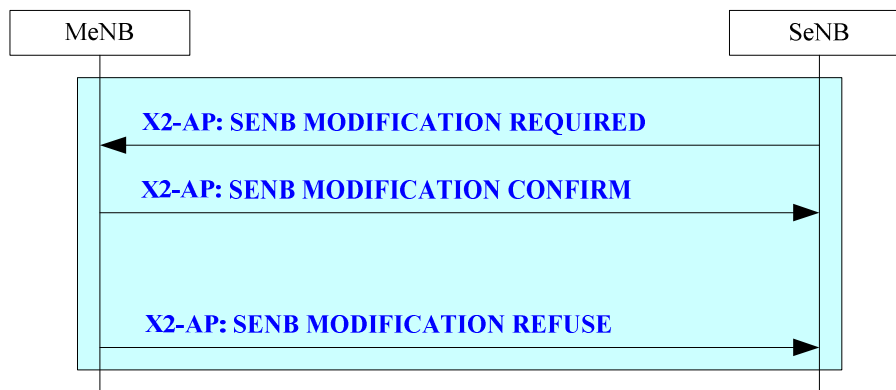 MeNB
SeNB
X2-AP: SENB MODIFICATION REQUIRED
X2-AP: SENB MODIFICATION CONFIRM
X2-AP: SENB MODIFICATION REFUSE